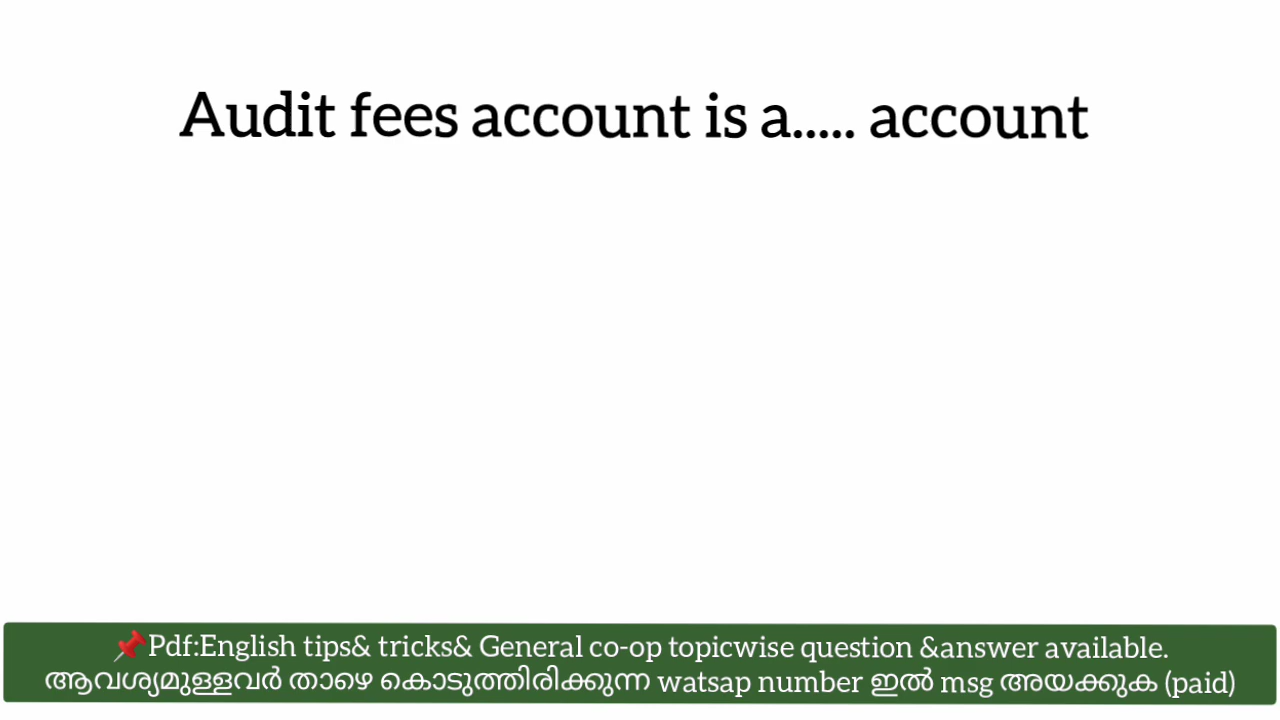 Audit fees account is a..... account
📌Pdf:English tips& tricks& General co-op topicwise question &answer available.
ആവശ്യമുള്ളവർ താഴെ കൊടുത്തിരിക്കുന്ന watsap number ഇൽ msg അയക്കുക (paid)